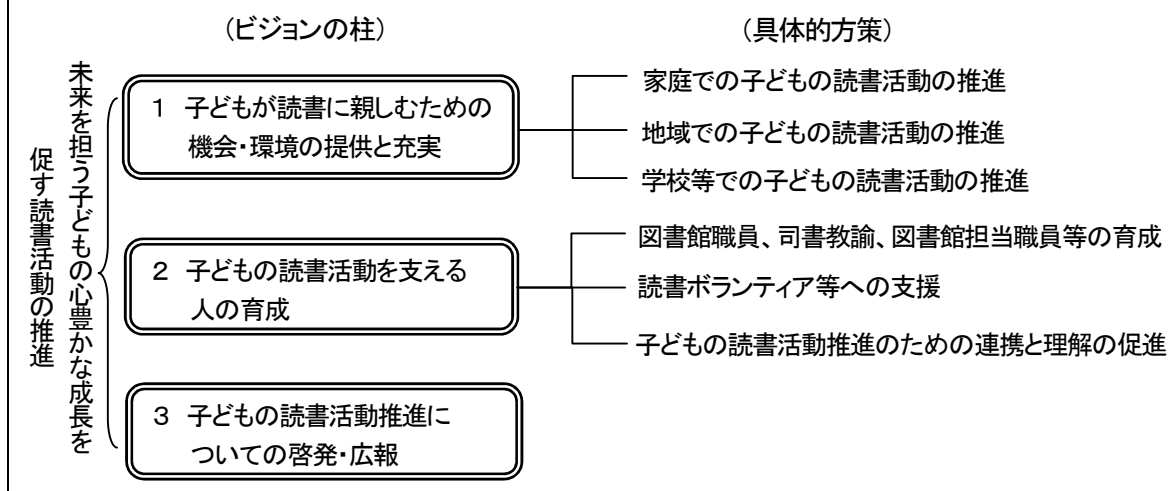 （ビジョンの柱）
（具体的方策）
未来を担う子どもの心豊かな成長を
促す読書活動の推進
１ 子どもが読書に親しむための
機会・環境の提供と充実
家庭での子どもの読書活動の推進
地域での子どもの読書活動の推進
学校等での子どもの読書活動の推進
２ 子どもの読書活動を支える
人の育成
図書館職員、司書教諭、図書館担当職員等の育成
読書ボランティア等への支援
子どもの読書活動推進のための連携と理解の促進
３ 子どもの読書活動推進に
ついての啓発・広報